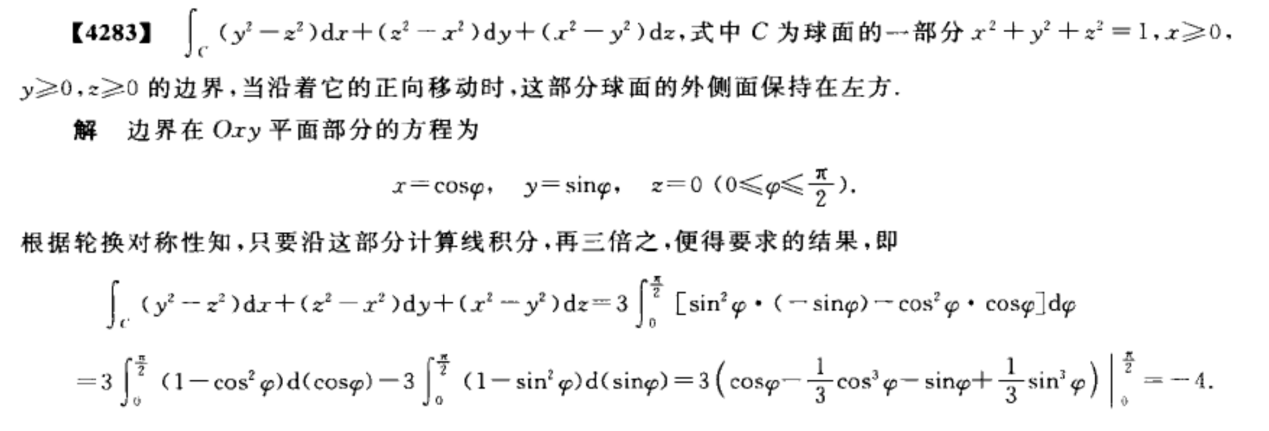 【4283】 ∫_C (y²－z²)dx＋(z²－x²)dy＋(x²－y²)dz,式中 C 为球面的一部分 x²＋y²＋z²＝1,x≥0,
y≥0,z≥0 的边界,当沿着它的正向移动时,这部分球面的外侧面保持在左方.
解 边界在 Oxy 平面部分的方程为
x＝cosφ, y＝sinφ, z＝0 (0≤φ≤π/2).
根据轮换对称性知,只要沿这部分计算线积分,再三倍之,便得要求的结果,即
∫_C (y²－z²)dx＋(z²－x²)dy＋(x²－y²)dz＝3∫_0^{π/2} [sin²φ·(－sinφ)－cos²φ·cosφ]dφ
＝3∫_0^{π/2} (1－cos²φ)d(cosφ)－3∫_0^{π/2} (1－sin²φ)d(sinφ)＝3(cosφ－1/3 cos³φ－sinφ＋1/3 sin³φ)|_0^{π/2}＝－4.